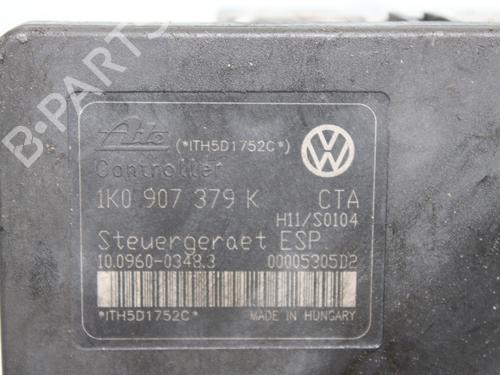 Ate (*ITH5D1752C*)
Controller
1K0 907 379 K CTA
H11/S0104
Steuergeraet ESP
10.0960-0348.3 00005305D2
*ITH5D1752C* MADE IN HUNGARY
B-PARTS